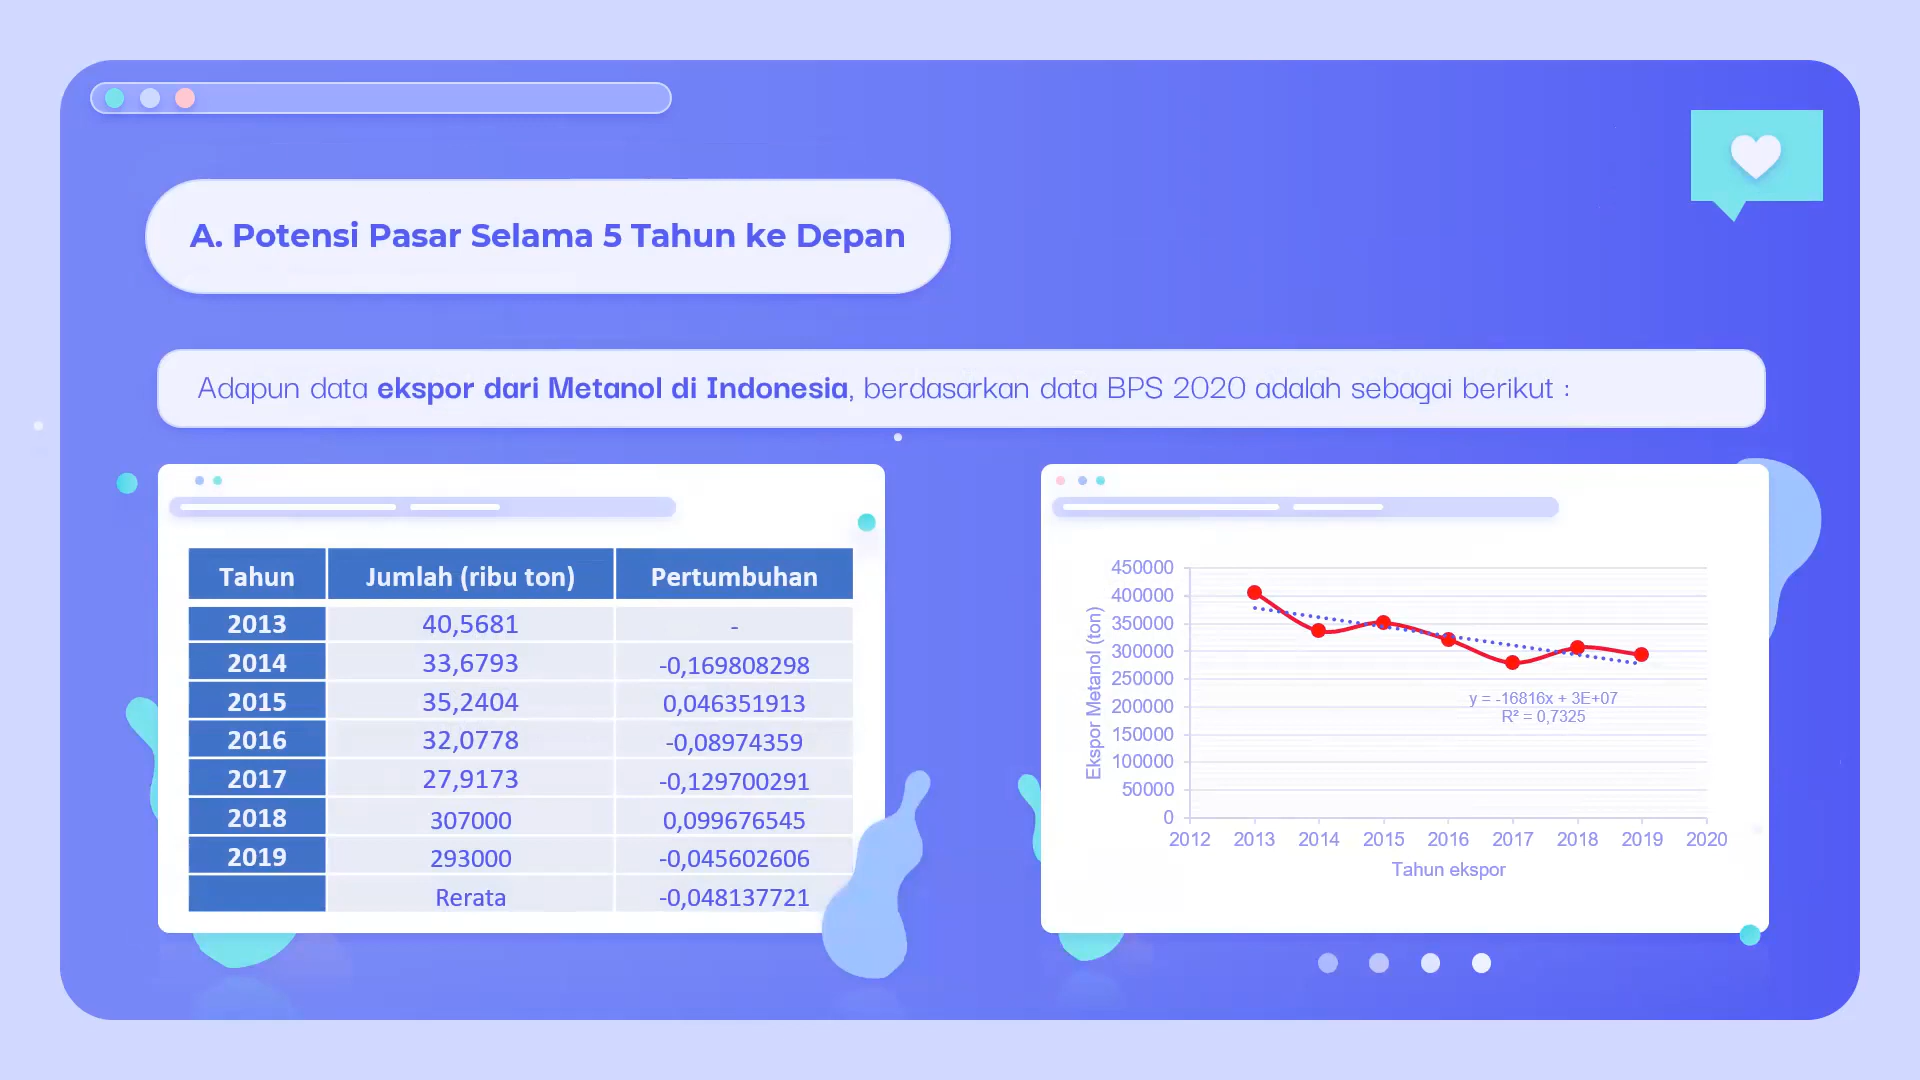 A. Potensi Pasar Selama 5 Tahun ke Depan
Adapun data ekspor dari Metanol di Indonesia, berdasarkan data BPS 2020 adalah sebagai berikut :
Tahun Jumlah (ribu ton) Pertumbuhan
2013 40,5681 -
2014 33,6793 -0,169808298
2015 35,2404 0,046351913
2016 32,0778 -0,08974359
2017 27,9173 -0,129700291
2018 307000 0,099676545
2019 293000 -0,045602606
Rerata -0,048137721
Ekspor Metanol (ton)
450000
400000
350000
300000
250000
200000
150000
100000
50000
0
y = -16816x + 3E+07
R² = 0,7325
2012 2013 2014 2015 2016 2017 2018 2019 2020
Tahun ekspor